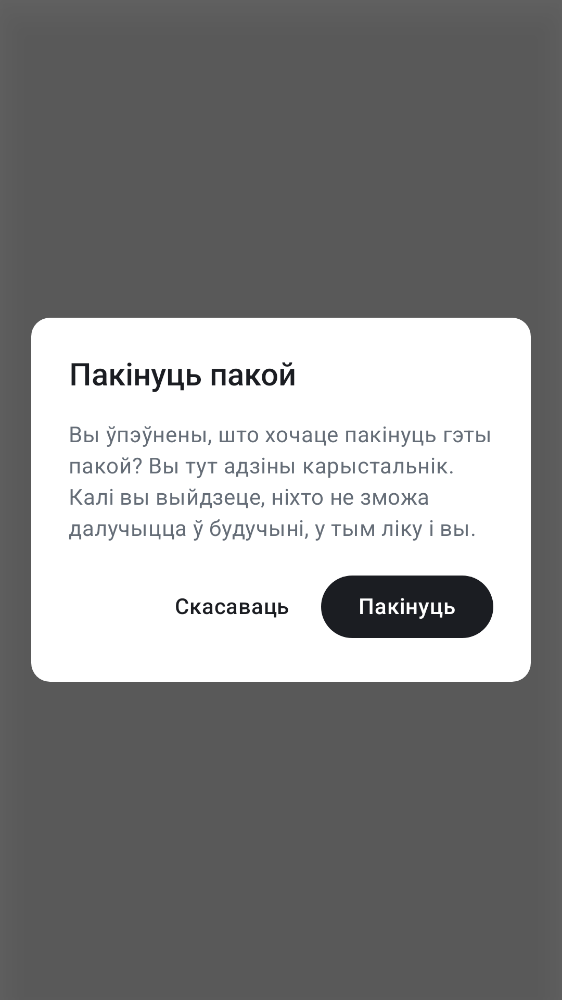 Пакінуць пакой
Вы ўпэўнены, што хочаце пакінуць гэты
пакой? Вы тут адзіны карыстальнік.
Калі вы выйдзеце, ніхто не зможа
далучыцца ў будучыні, у тым ліку і вы.
Скасаваць
Пакінуць